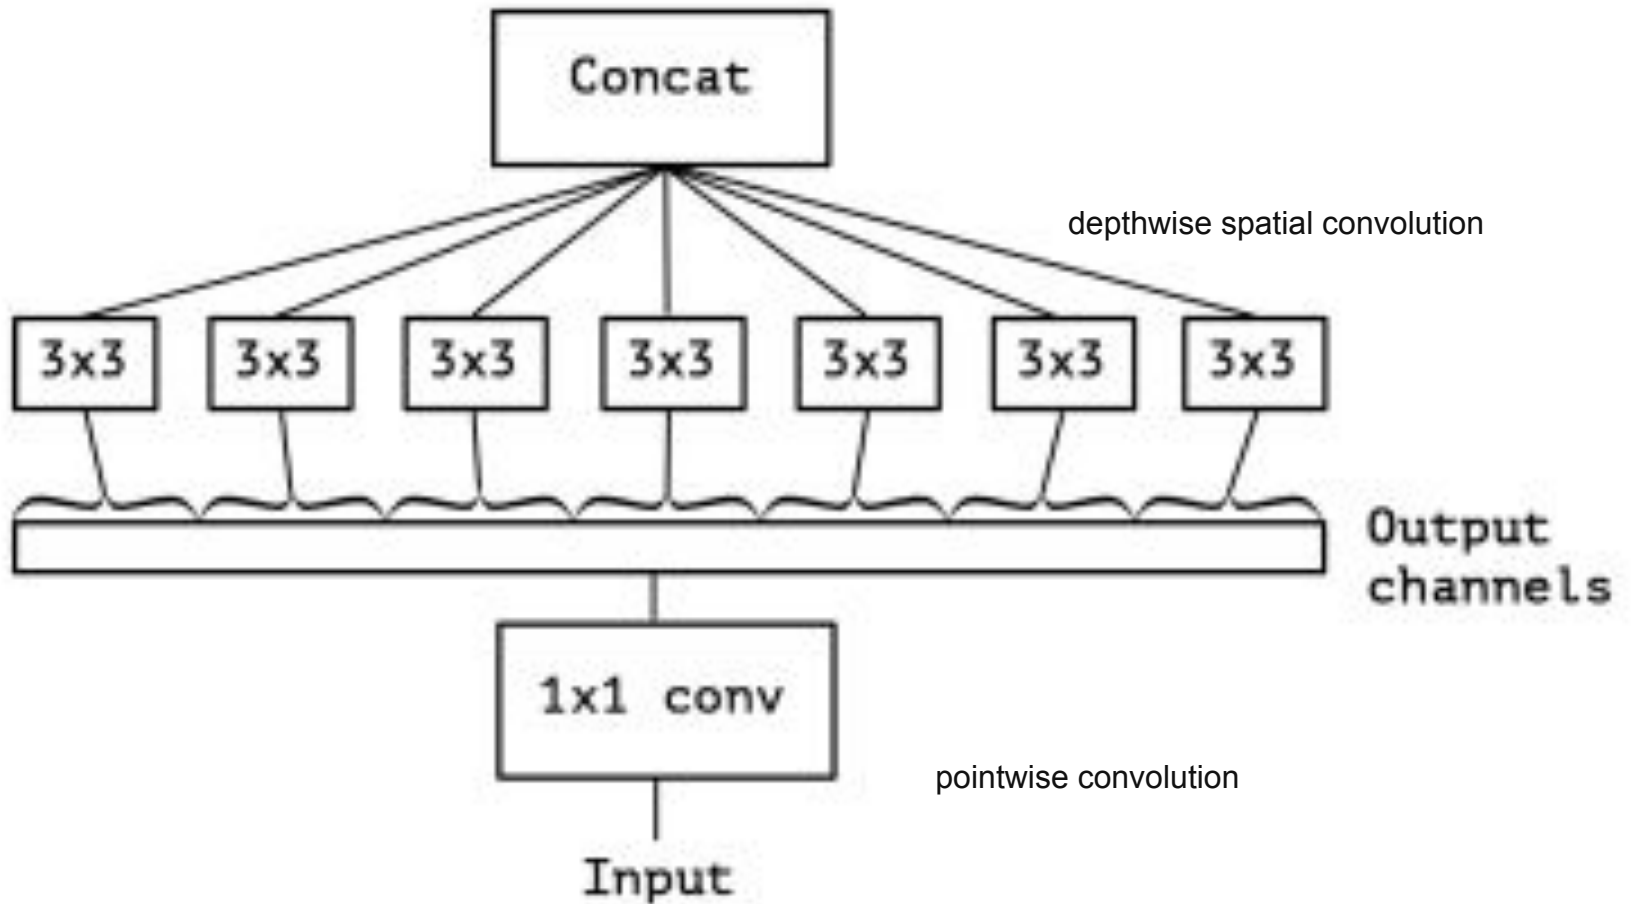 Concat
depthwise spatial convolution
3x3 3x3 3x3 3x3 3x3 3x3 3x3
Output
channels
1x1 conv
pointwise convolution
Input